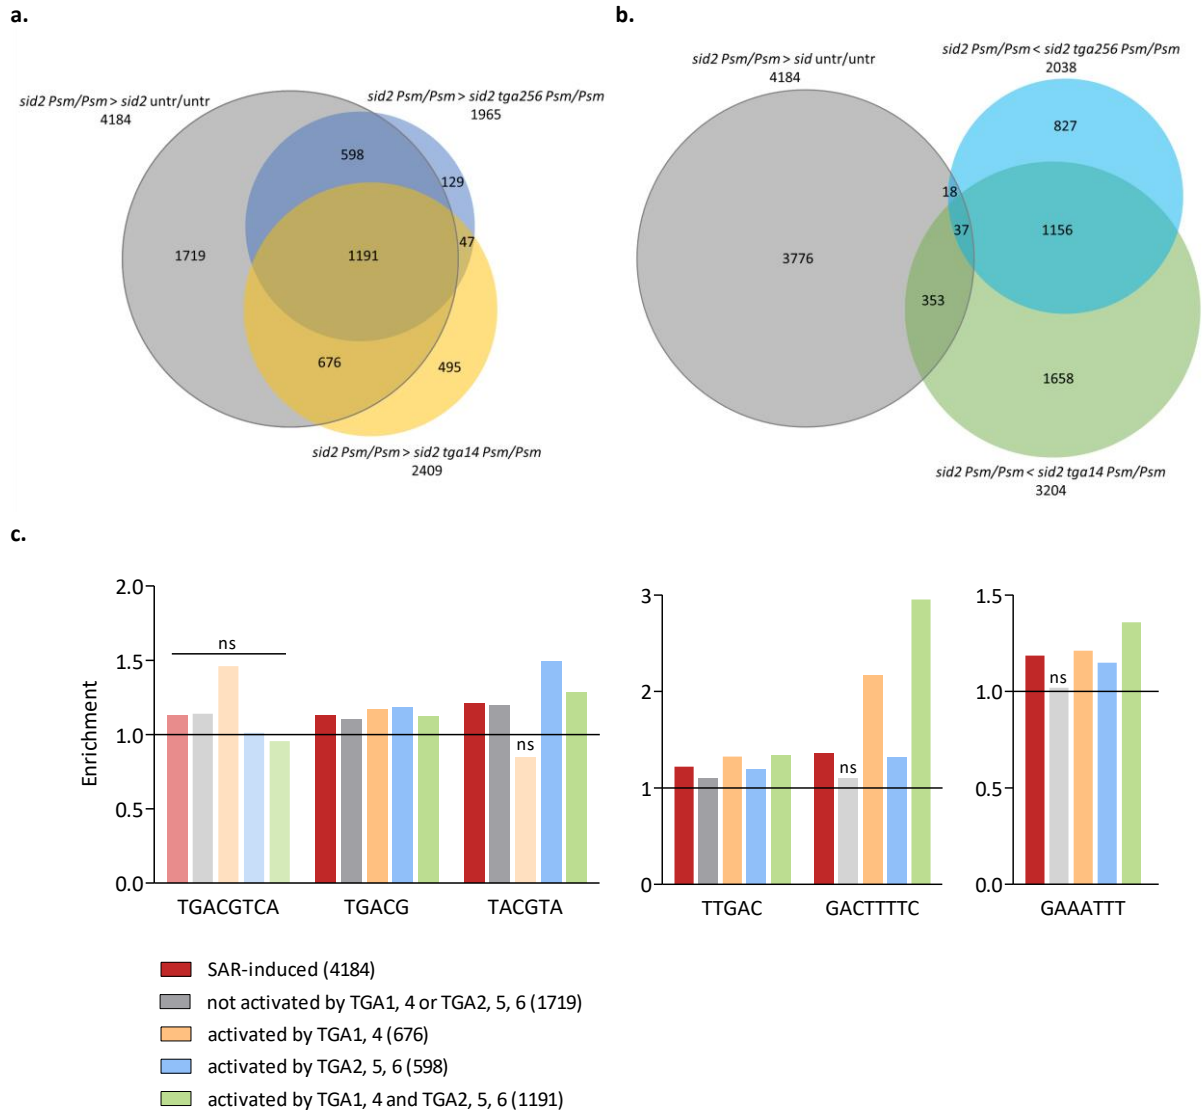 a.
sid2 Psm/Psm > sid2 untr/untr
4184
sid2 Psm/Psm > sid2 tga256 Psm/Psm
1965
598
129
47
1719
1191
676
495
sid2 Psm/Psm > sid2 tga14 Psm/Psm
2409
b.
sid2 Psm/Psm > sid untr/untr
4184
sid2 Psm/Psm < sid2 tga256 Psm/Psm
2038
827
18
37
1156
3776
353
1658
sid2 Psm/Psm < sid2 tga14 Psm/Psm
3204
c.
Enrichment
2.0
1.5
1.0
0.5
0.0
ns
ns
TGACGTCA
TGACG
TACGTA
3
2
1
0
ns
TTGAC
GACTTTTC
1.5
1.0
0.5
0.0
ns
GAAATTT
SAR-induced (4184)
not activated by TGA1, 4 or TGA2, 5, 6 (1719)
activated by TGA1, 4 (676)
activated by TGA2, 5, 6 (598)
activated by TGA1, 4 and TGA2, 5, 6 (1191)